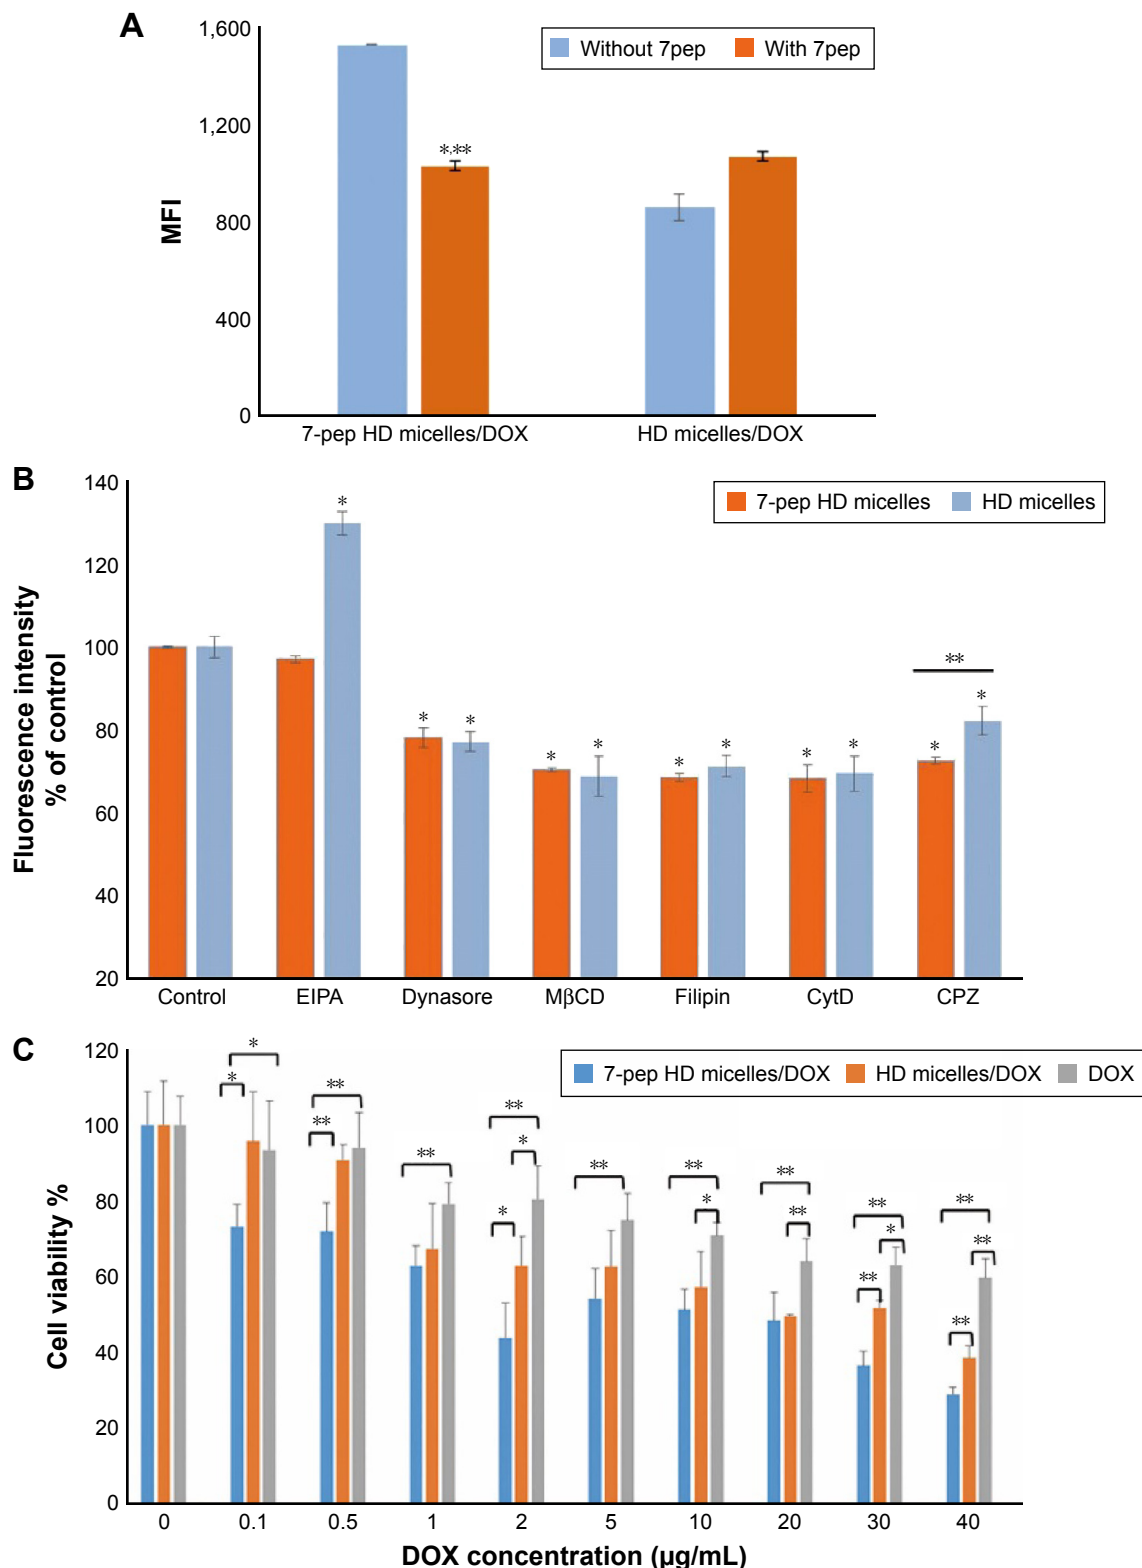 A
1,600
1,200
800
400
0
MFI
Without 7pep
With 7pep
*,**
7-pep HD micelles/DOX
HD micelles/DOX
B
140
120
100
80
60
40
20
Fluorescence intensity
% of control
7-pep HD micelles
HD micelles
*
**
*
* * * * * * * * *
Control
EIPA
Dynasore
MβCD
Filipin
CytD
CPZ
C
120
100
80
60
40
20
0
Cell viability %
7-pep HD micelles/DOX
HD micelles/DOX
DOX
* *
** **
**
** * *
**
** *
** **
** * **
** ** **
0 0.1 0.5 1 2 5 10 20 30 40
DOX concentration (µg/mL)